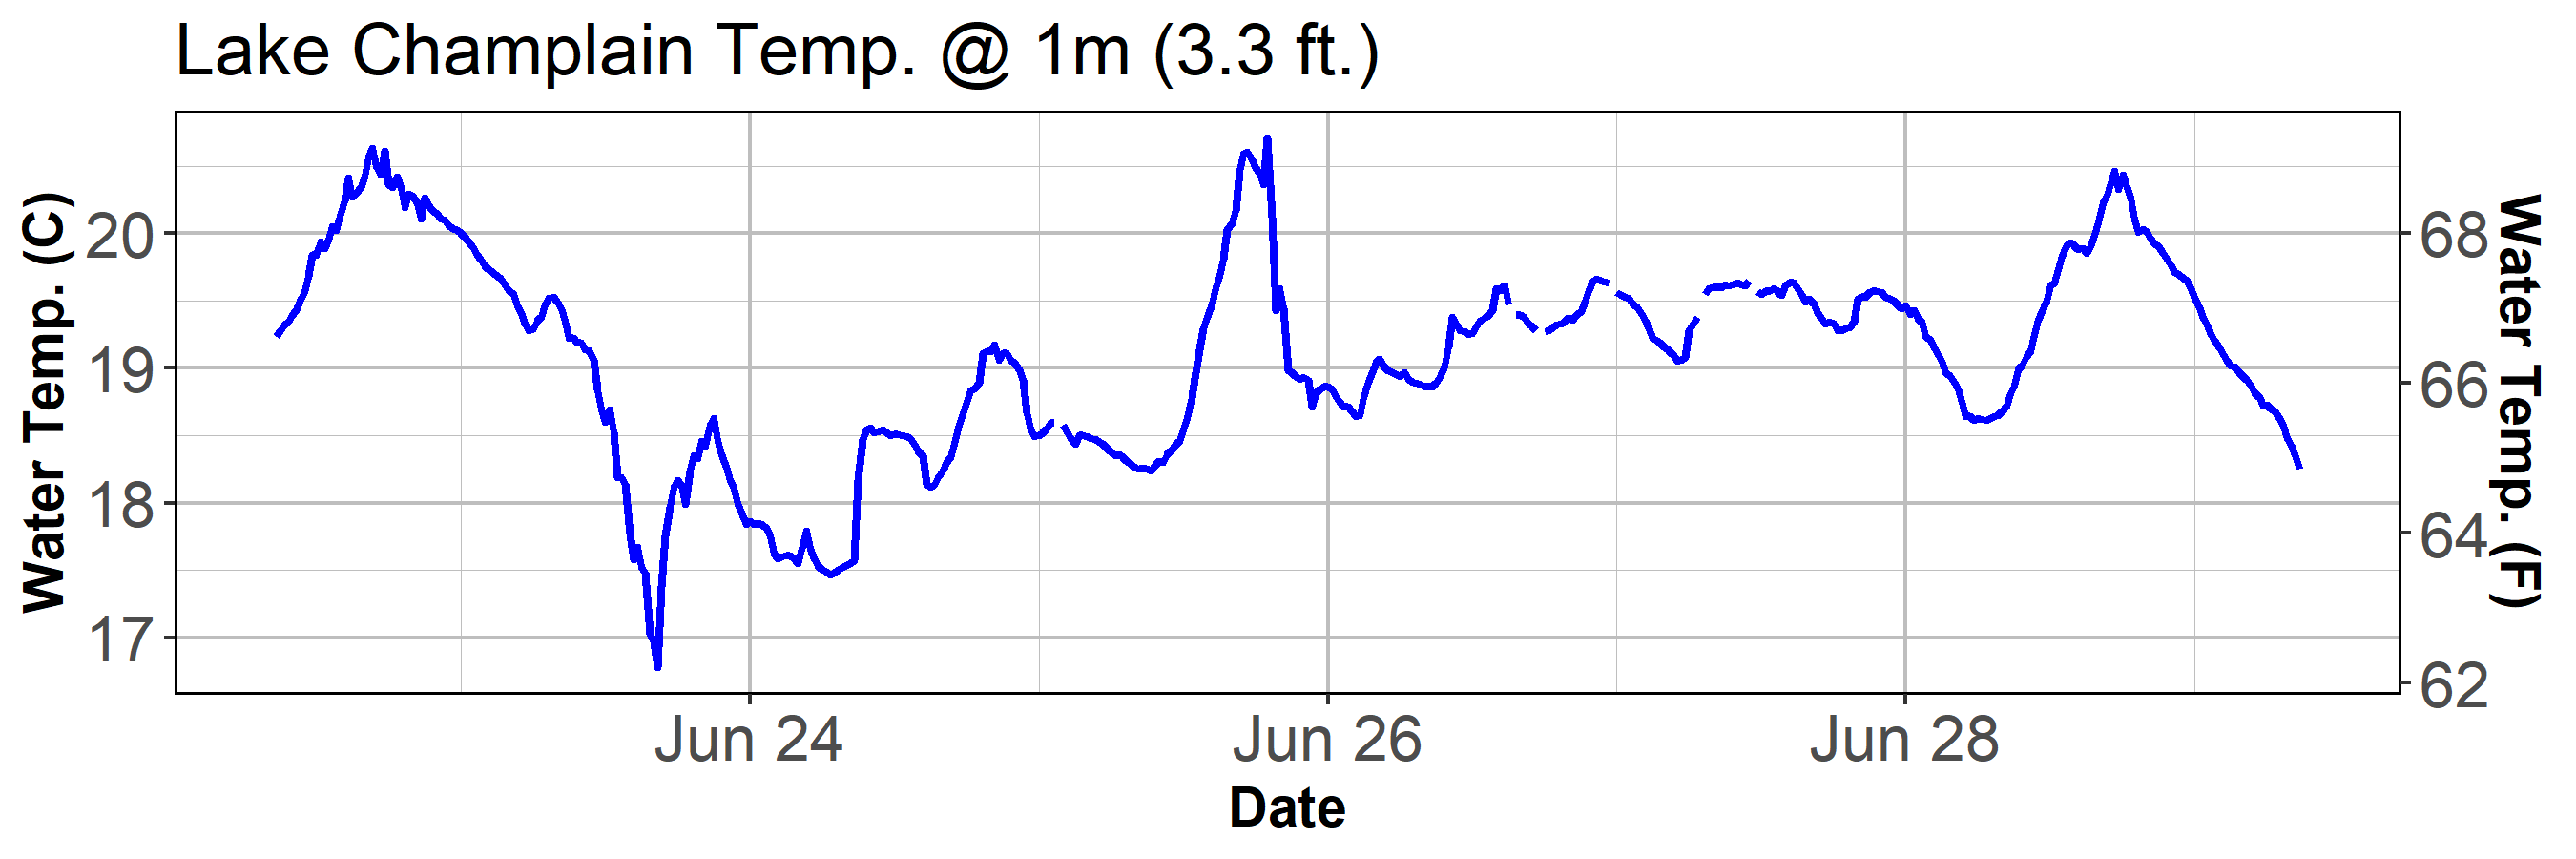 Lake Champlain Temp. @ 1m (3.3 ft.)
Water Temp. (C)
20
19
18
17
68
66
64
62
Water Temp. (F)
Jun 24 Jun 26 Jun 28
Date